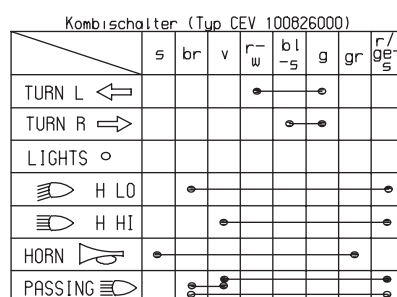 Kombischalter (Typ CEV 100826000)
s br v r-w bl-s g gr r/ge-s
TURN L
TURN R
LIGHTS
H LO
H HI
HORN
PASSING